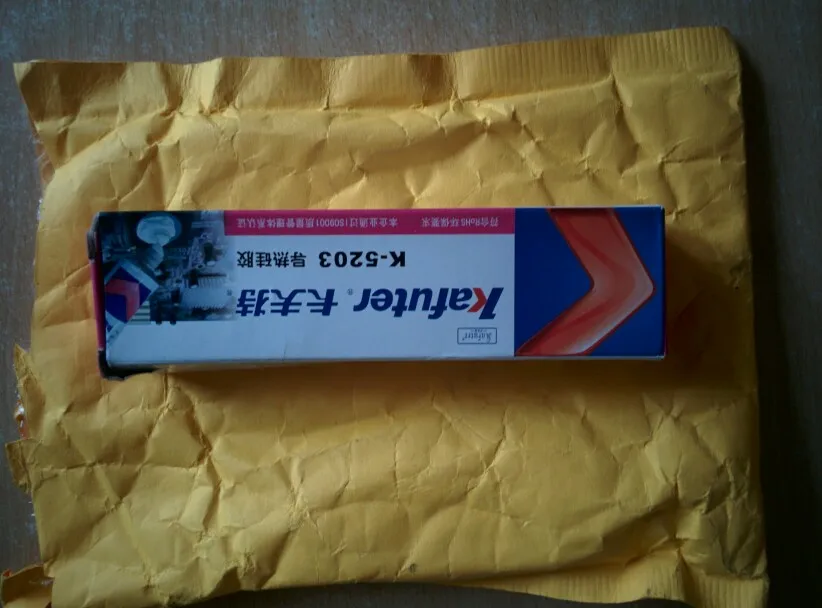 Kafuter®
Kafuter® 卡夫特
K-5203 导热硅胶
符合RoHS环保要求 本企业通过ISO9001质量管理体系认证